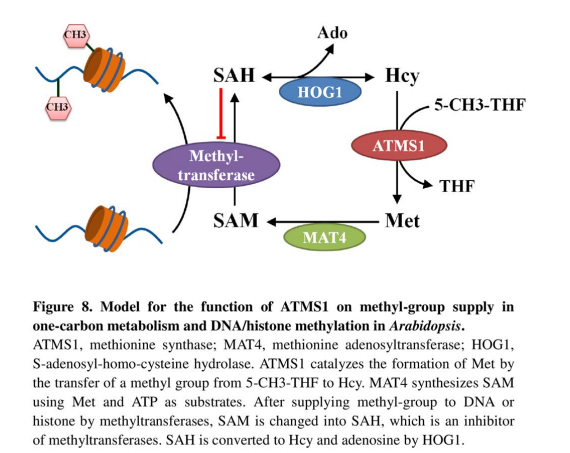 CH3
Ado
SAH
Hcy
HOG1
CH3
5-CH3-THF
ATMS1
Methyl-
transferase
THF
SAM
Met
MAT4
Figure 8. Model for the function of ATMS1 on methyl-group supply in
one-carbon metabolism and DNA/histone methylation in Arabidopsis.
ATMS1, methionine synthase; MAT4, methionine adenosyltransferase; HOG1,
S-adenosyl-homo-cysteine hydrolase. ATMS1 catalyzes the formation of Met by
the transfer of a methyl group from 5-CH3-THF to Hcy. MAT4 synthesizes SAM
using Met and ATP as substrates. After supplying methyl-group to DNA or
histone by methyltransferases, SAM is changed into SAH, which is an inhibitor
of methyltransferases. SAH is converted to Hcy and adenosine by HOG1.